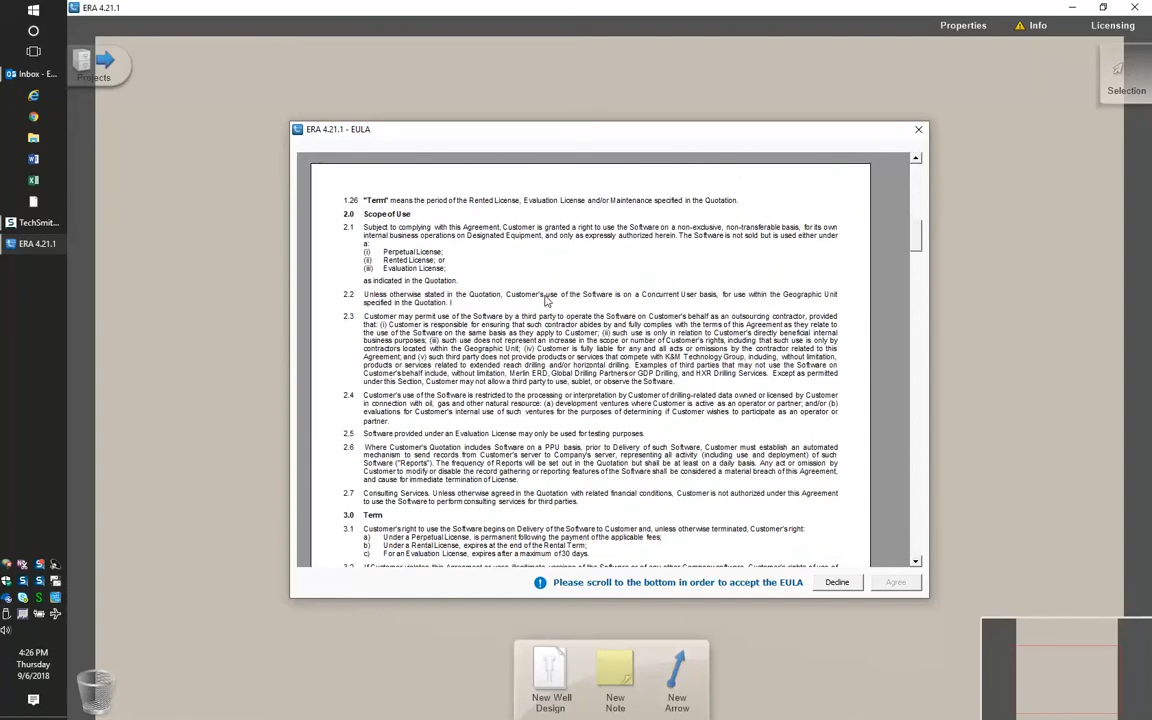 ERA 4.21.1
Properties
Info
Licensing
Projects
Selection
Inbox - E...
TechSmit...
ERA 4.21.1
ERA 4.21.1 - EULA
1.26 "Term" means the period of the Rented License, Evaluation License and/or Maintenance specified in the Quotation.
2.0 Scope of Use
2.1 Subject to complying with this Agreement, Customer is granted a right to use the Software on a non-exclusive, non-transferable basis, for its own
internal business operations on Designated Equipment, and only as expressly authorized herein. The Software is not sold but is used either under
a:
(i) Perpetual License;
(ii) Rented License; or
(iii) Evaluation License;
as indicated in the Quotation.
2.2 Unless otherwise stated in the Quotation, Customer's use of the Software is on a Concurrent User basis, for use within the Geographic Unit
specified in the Quotation. l
2.3 Customer may permit use of the Software by a third party to operate the Software on Customer's behalf as an outsourcing contractor, provided
that: (i) Customer is responsible for ensuring that such contractor abides by and fully complies with the terms of this Agreement as they relate to
the use of the Software on the same basis as they apply to Customer; (ii) such use is only in relation to Customer's directly beneficial internal
business purposes; (iii) such use does not represent an increase in the scope or number of Customer's rights, including that such use is only by
contractors located within the Geographic Unit; (iv) Customer is fully liable for any and all acts or omissions by the contractor related to this
Agreement; and (v) such third party does not provide products or services that compete with K&M Technology Group, including, without limitation,
products or services related to extended reach drilling and/or horizontal drilling. Examples of third parties that may not use the Software on
Customer's behalf include, without limitation, Merlin ERD, Global Drilling Partners or GDP Drilling, and HXR Drilling Services. Except as permitted
under this Section, Customer may not allow a third party to use, sublet, or observe the Software.
2.4 Customer's use of the Software is restricted to the processing or interpretation by Customer of drilling-related data owned or licensed by Customer
in connection with oil, gas and other natural resource: (a) development ventures where Customer is active as an operator or partner; and/or (b)
evaluations for Customer's internal use of such ventures for the purposes of determining if Customer wishes to participate as an operator or
partner.
2.5 Software provided under an Evaluation License may only be used for testing purposes.
2.6 Where Customer's Quotation includes Software on a PPU basis, prior to Delivery of such Software, Customer must establish an automated
mechanism to send records from Customer's server to Company's server, representing all activity (including use and deployment) of such
Software ("Reports"). The frequency of Reports will be set out in the Quotation but shall be at least on a daily basis. Any act or omission by
Customer to modify or disable the record gathering or reporting features of the Software shall be considered a material breach of this Agreement,
and cause for immediate termination of License.
2.7 Consulting Services. Unless otherwise agreed in the Quotation with related financial conditions, Customer is not authorized under this Agreement
to use the Software to perform consulting services for third parties.
3.0 Term
3.1 Customer's right to use the Software begins on Delivery of the Software to Customer and, unless otherwise terminated, Customer's right:
a) Under a Perpetual License, is permanent following the payment of the applicable fees;
b) Under a Rental License, expires at the end of the Rental Term;
c) For an Evaluation License, expires after a maximum of 30 days.
Please scroll to the bottom in order to accept the EULA
Decline
Agree
New Well
Design
New
Note
New
Arrow
4:26 PM
Thursday
9/6/2018